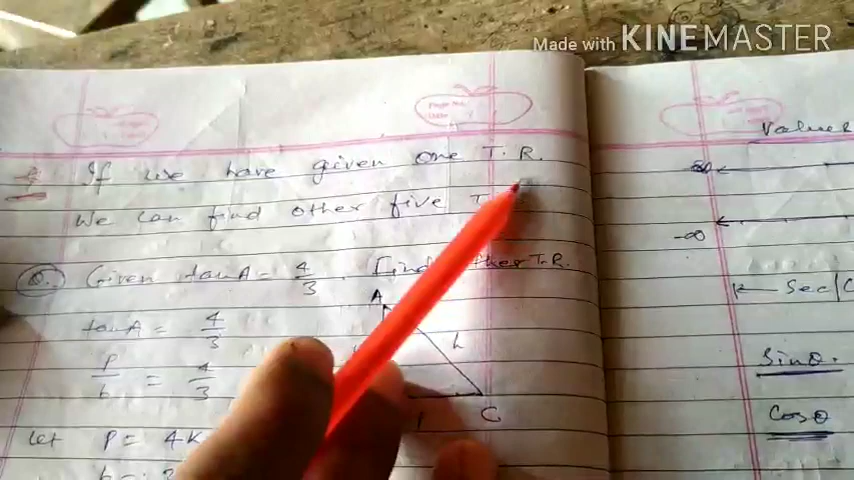 Made with KINEMASTER
If we have given one T.R.
We can find other five T
Q. Given tanA = 4/3. Find other T.R.
tanA = 4/3
A
h
P/b = 4/3
C
Let P = 4K
Values
-∞
Sec/C
Sinθ.
Cosθ